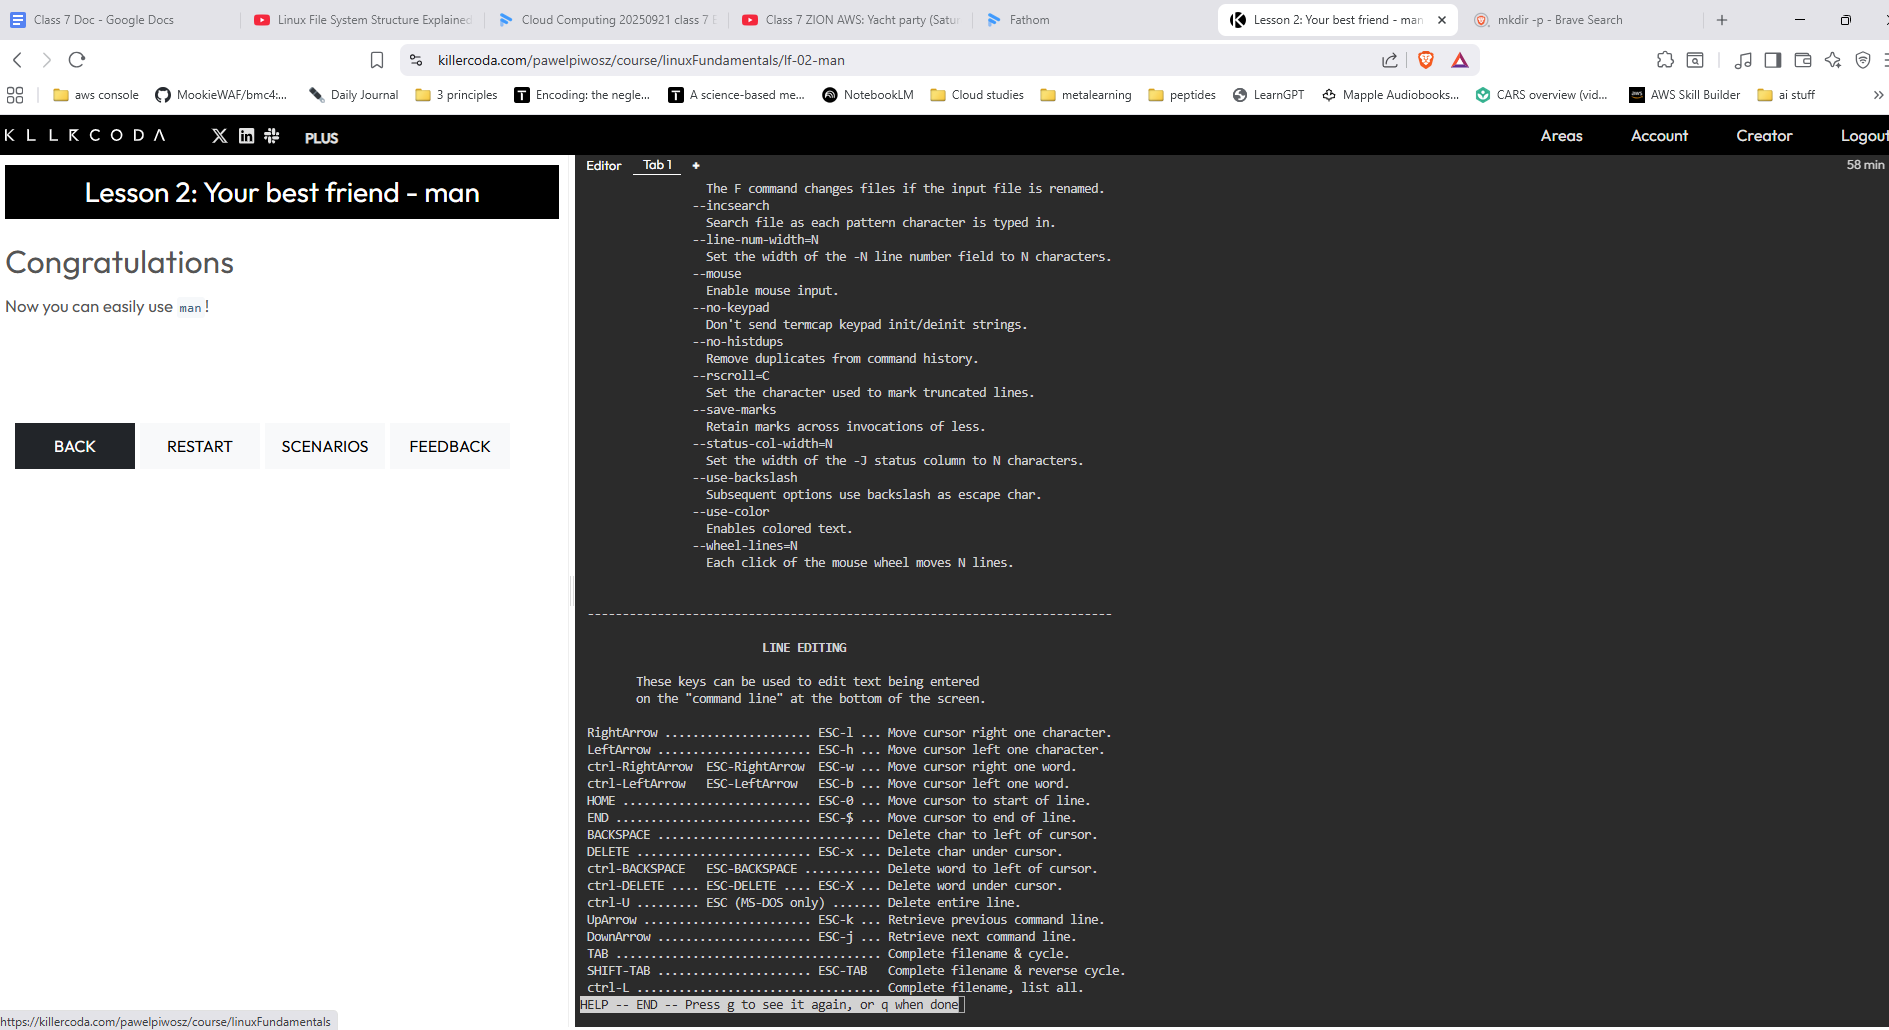 Class 7 Doc - Google Docs
Linux File System Structure Explained
Cloud Computing 20250921 class 7
Class 7 ZION AWS: Yacht party (Satur
Fathom
Lesson 2: Your best friend - man
mkdir -p - Brave Search
killercoda.com/pawelpiwosz/course/linuxFundamentals/lf-02-man
aws console
MookieWAF/bmc4:...
Daily Journal
3 principles
Encoding: the negle...
A science-based me...
NotebookLM
Cloud studies
metalearning
peptides
LearnGPT
Mapple Audiobooks...
CARS overview (vid...
AWS Skill Builder
ai stuff
KLLRCODA
PLUS
Areas
Account
Creator
Logout
Lesson 2: Your best friend - man
Congratulations
Now you can easily use man!
BACK
RESTART
SCENARIOS
FEEDBACK
Editor
Tab 1
58 min
The F command changes files if the input file is renamed.
--incsearch
Search file as each pattern character is typed in.
--line-num-width=N
Set the width of the -N line number field to N characters.
--mouse
Enable mouse input.
--no-keypad
Don't send termcap keypad init/deinit strings.
--no-histdups
Remove duplicates from command history.
--rscroll=C
Set the character used to mark truncated lines.
--save-marks
Retain marks across invocations of less.
--status-col-width=N
Set the width of the -J status column to N characters.
--use-backslash
Subsequent options use backslash as escape char.
--use-color
Enables colored text.
--wheel-lines=N
Each click of the mouse wheel moves N lines.
---------------------------------------------------------------------------
LINE EDITING
These keys can be used to edit text being entered
on the "command line" at the bottom of the screen.
RightArrow ..................... ESC-l ... Move cursor right one character.
LeftArrow ...................... ESC-h ... Move cursor left one character.
ctrl-RightArrow  ESC-RightArrow  ESC-w ... Move cursor right one word.
ctrl-LeftArrow   ESC-LeftArrow   ESC-b ... Move cursor left one word.
HOME ........................... ESC-0 ... Move cursor to start of line.
END ............................ ESC-$ ... Move cursor to end of line.
BACKSPACE ................................ Delete char to left of cursor.
DELETE ......................... ESC-x ... Delete char under cursor.
ctrl-BACKSPACE   ESC-BACKSPACE ........... Delete word to left of cursor.
ctrl-DELETE .... ESC-DELETE .... ESC-X ... Delete word under cursor.
ctrl-U ......... ESC (MS-DOS only) ....... Delete entire line.
UpArrow ........................ ESC-k ... Retrieve previous command line.
DownArrow ...................... ESC-j ... Retrieve next command line.
TAB ...................................... Complete filename & cycle.
SHIFT-TAB ...................... ESC-TAB   Complete filename & reverse cycle.
ctrl-L ................................... Complete filename, list all.
HELP -- END -- Press g to see it again, or q when done
https://killercoda.com/pawelpiwosz/course/linuxFundamentals